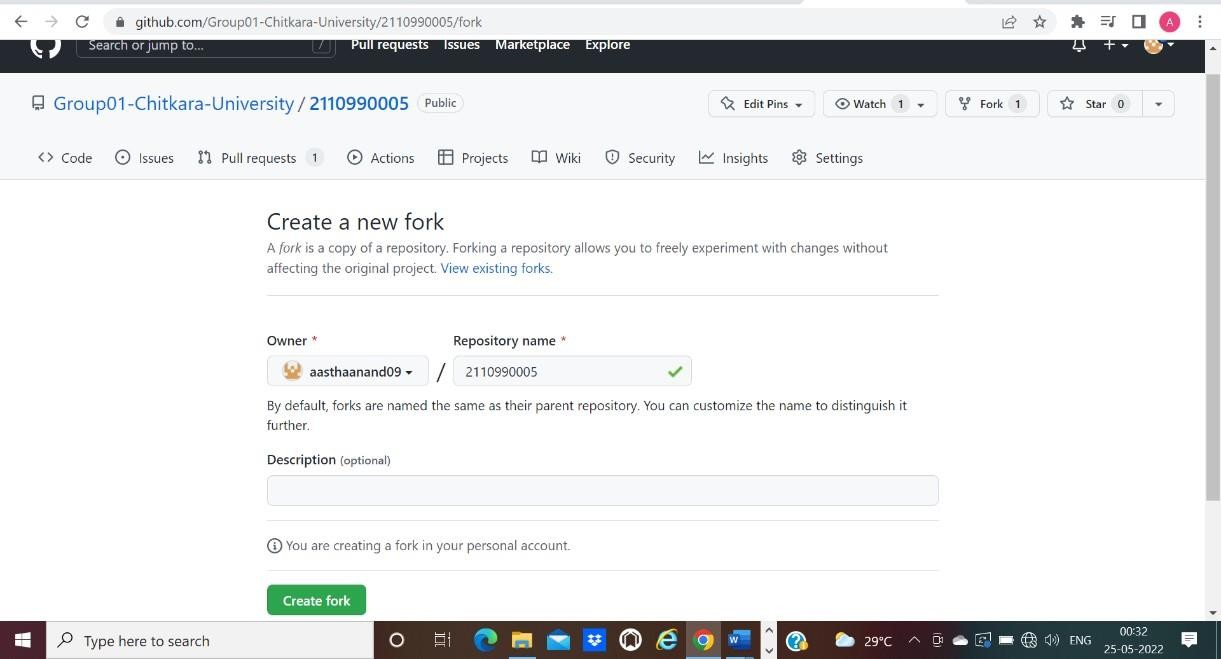 github.com/Group01-Chitkara-University/2110990005/fork
A
Search or jump to... /
Pull requests Issues Marketplace Explore
Group01-Chitkara-University / 2110990005 Public
Edit Pins Watch 1 Fork 1 Star 0
Code Issues Pull requests 1 Actions Projects Wiki Security Insights Settings
Create a new fork
A fork is a copy of a repository. Forking a repository allows you to freely experiment with changes without
affecting the original project. View existing forks.
Owner * Repository name *
aasthaanand09 / 2110990005
By default, forks are named the same as their parent repository. You can customize the name to distinguish it
further.
Description (optional)
You are creating a fork in your personal account.
Create fork
Type here to search
29°C ENG
00:32
25-05-2022